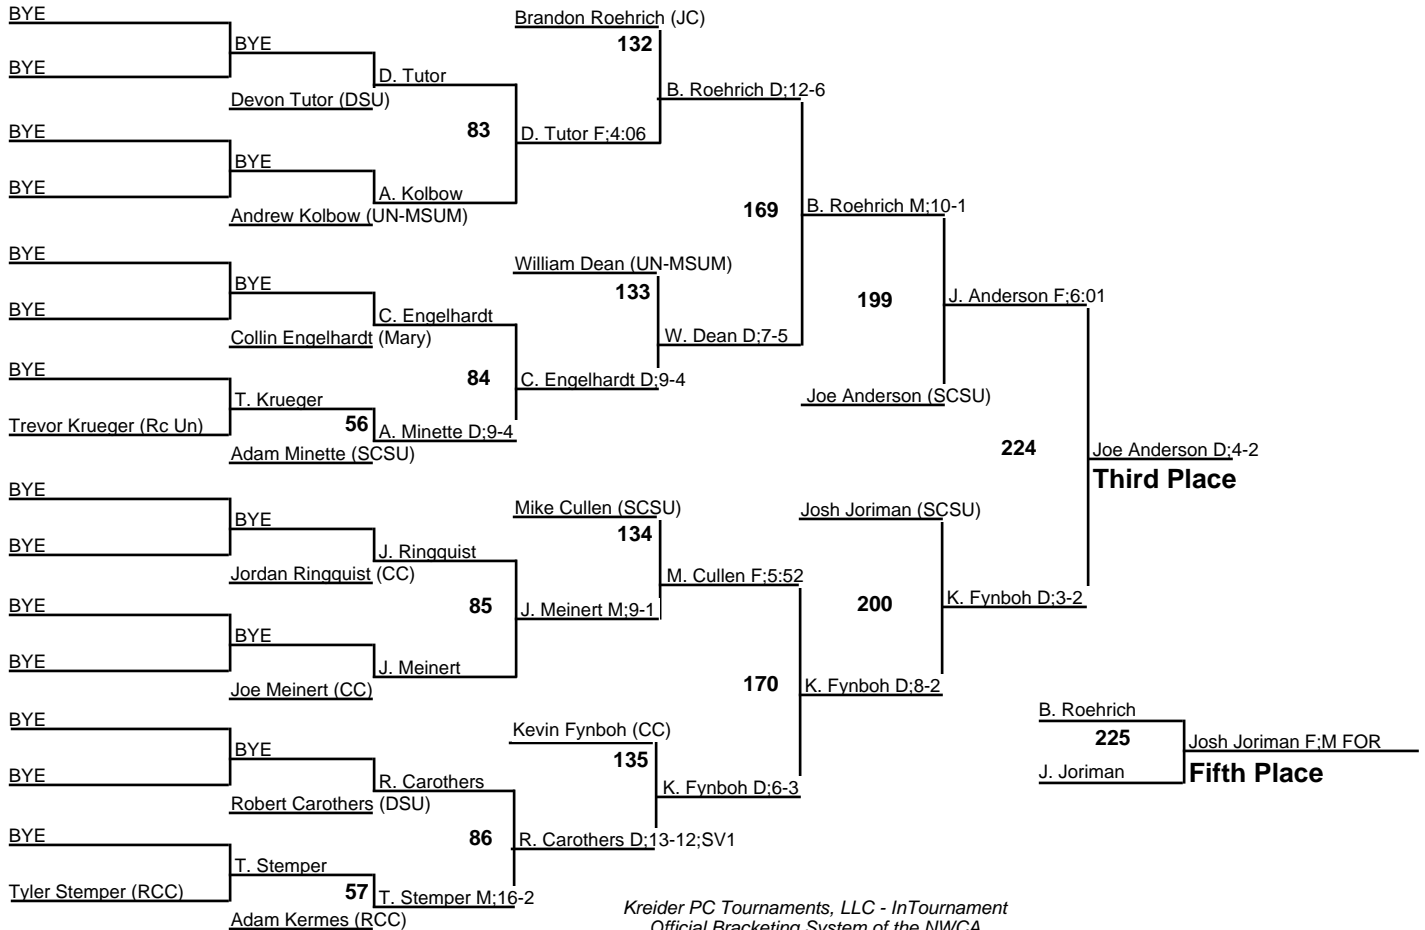 BYE
BYE
BYE
Devon Tutor (DSU)
D. Tutor
83
BYE
BYE
BYE
Andrew Kolbow (UN-MSUM)
A. Kolbow
D. Tutor F;4:06
Brandon Roehrich (JC)
132
B. Roehrich D;12-6
BYE
BYE
BYE
Collin Engelhardt (Mary)
C. Engelhardt
84
BYE
Trevor Krueger (Rc Un)
T. Krueger
56
Adam Minette (SCSU)
A. Minette D;9-4
C. Engelhardt D;9-4
William Dean (UN-MSUM)
133
W. Dean D;7-5
169
B. Roehrich M;10-1
199
Joe Anderson (SCSU)
J. Anderson F;6:01
BYE
BYE
BYE
Jordan Ringquist (CC)
J. Ringquist
85
BYE
BYE
BYE
Joe Meinert (CC)
J. Meinert
J. Meinert M;9-1
Mike Cullen (SCSU)
134
M. Cullen F;5:52
BYE
BYE
BYE
Robert Carothers (DSU)
R. Carothers
86
BYE
Tyler Stemper (RCC)
T. Stemper
57
Adam Kermes (RCC)
T. Stemper M;16-2
R. Carothers D;13-12;SV1
Kevin Fynboh (CC)
135
K. Fynboh D;6-3
170
K. Fynboh D;8-2
Josh Joriman (SCSU)
200
K. Fynboh D;3-2
224
Joe Anderson D;4-2
Third Place
B. Roehrich
225
J. Joriman
Josh Joriman F;M FOR
Fifth Place
Kreider PC Tournaments, LLC - InTournament
Official Bracketing System of the NWCA